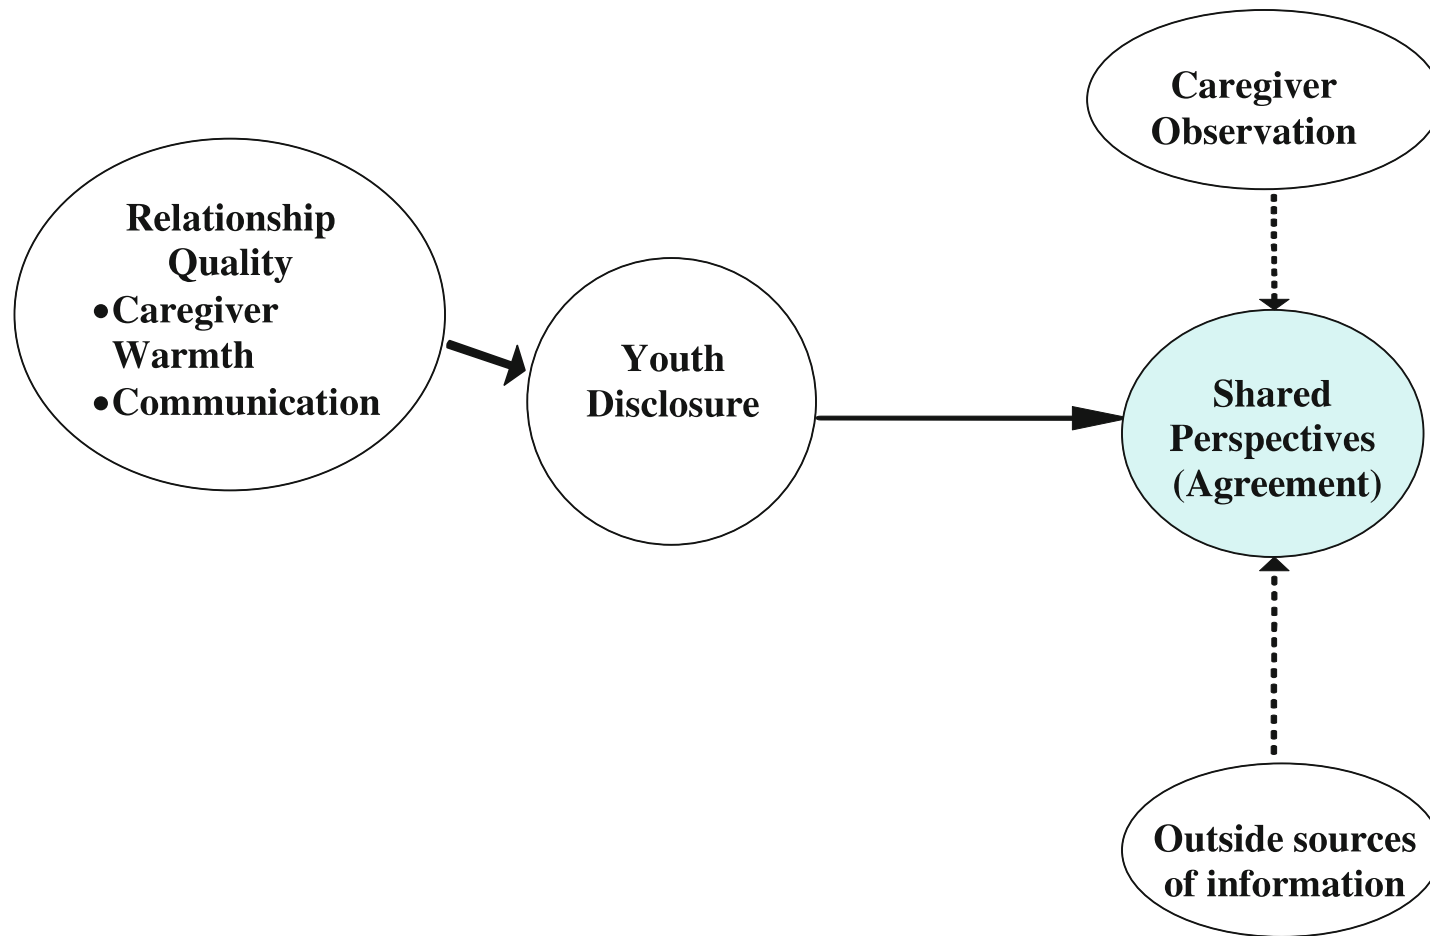 Relationship
Quality
•Caregiver
Warmth
•Communication
Youth
Disclosure
Caregiver
Observation
Shared
Perspectives
(Agreement)
Outside sources
of information